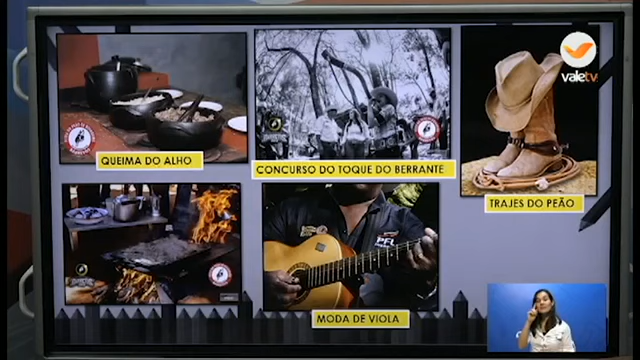 valetv.
QUEIMA DO ALHO
CONCURSO DO TOQUE DO BERRANTE
TRAJES DO PEÃO
MODA DE VIOLA